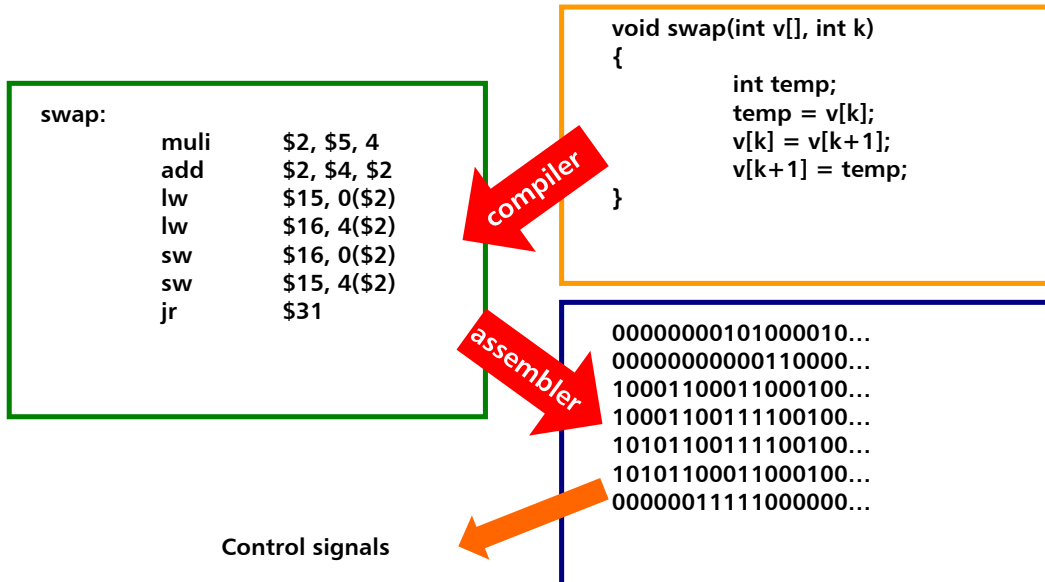 void swap(int v[], int k)
{
int temp;
temp = v[k];
v[k] = v[k+1];
v[k+1] = temp;
}
compiler
swap:
muli $2, $5, 4
add $2, $4, $2
lw $15, 0($2)
lw $16, 4($2)
sw $16, 0($2)
sw $15, 4($2)
jr $31
assembler
00000000101000010...
00000000000110000...
10001100011000100...
10001100111100100...
10101100111100100...
10101100011000100...
00000011111000000...
Control signals